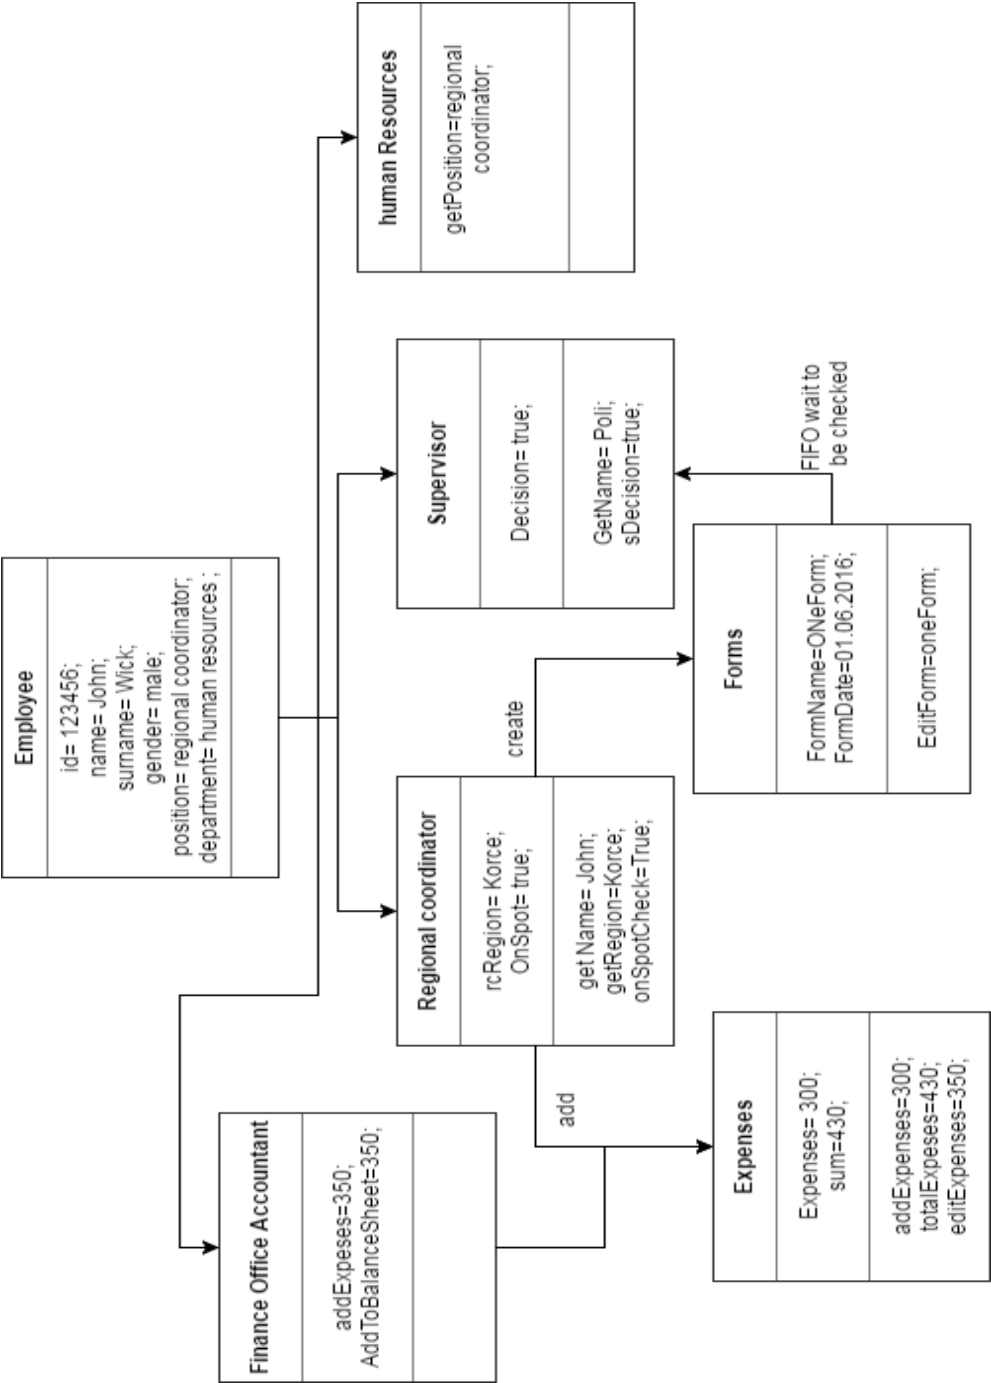 Employee
id= 123456;
name= John;
surname= Wick;
gender= male;
position= regional coordinator;
department= human resources ;
Finance Office Accountant
addExpeses=350;
AddToBalanceSheet=350;
Regional coordinator
rcRegion= Korce;
OnSpot= true;
get Name= John;
getRegion=Korce;
onSpotCheck=True;
Supervisor
Decision= true;
GetName= Poli;
sDecision=true;
human Resources
getPosition=regional
coordinator;
add
create
FIFO wait to
be checked
Expenses
Expenses= 300;
sum=430;
addExpenses=300;
totalExpeses=430;
editExpenses=350;
Forms
FormName=ONeForm;
FormDate=01.06.2016;
EditForm=oneForm;